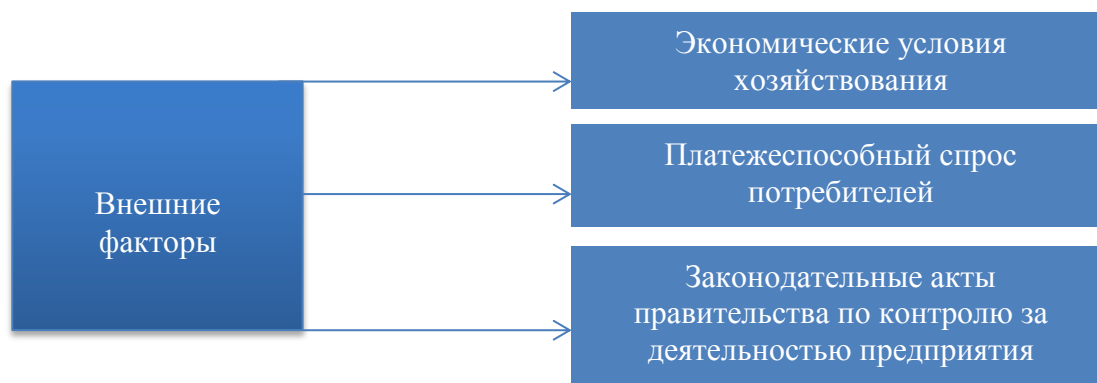 Экономические условия
хозяйствования
Платежеспособный спрос
потребителей
Внешние
факторы
Законодательные акты
правительства по контролю за
деятельностью предприятия